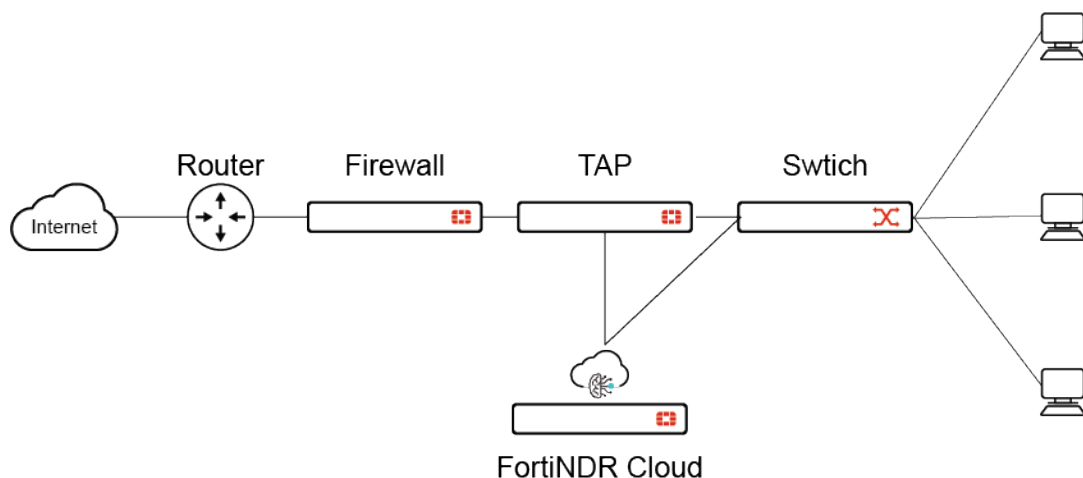 Router
Firewall
TAP
Swtich
Internet
FortiNDR Cloud